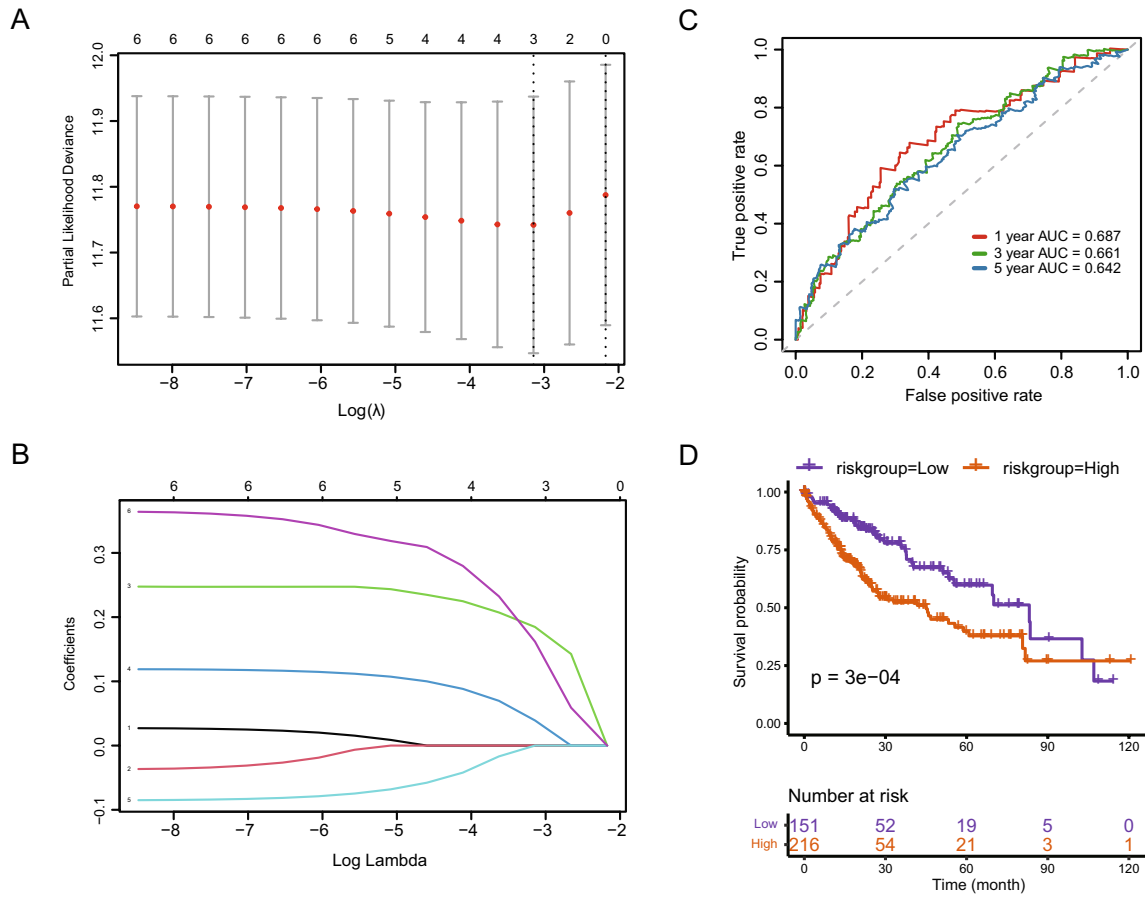 A
6 6 6 6 6 6 6 5 4 4 4 3 2 0
Partial Likelihood Deviance
12.0
11.9
11.8
11.7
11.6
−8 −7 −6 −5 −4 −3 −2
Log(λ)
B
6 6 6 5 4 3 0
Coefficients
0.3
0.2
0.1
0.0
−0.1
6
3
4
1
2
5
−8 −7 −6 −5 −4 −3 −2
Log Lambda
C
True positive rate
1.0
0.8
0.6
0.4
0.2
0.0
1 year AUC = 0.687
3 year AUC = 0.661
5 year AUC = 0.642
0.0 0.2 0.4 0.6 0.8 1.0
False positive rate
D
riskgroup=Low riskgroup=High
Survival probability
1.00
0.75
0.50
0.25
0.00
p = 3e−04
0 30 60 90 120
Number at risk
Low 151 52 19 5 0
High 216 54 21 3 1
0 30 60 90 120
Time (month)